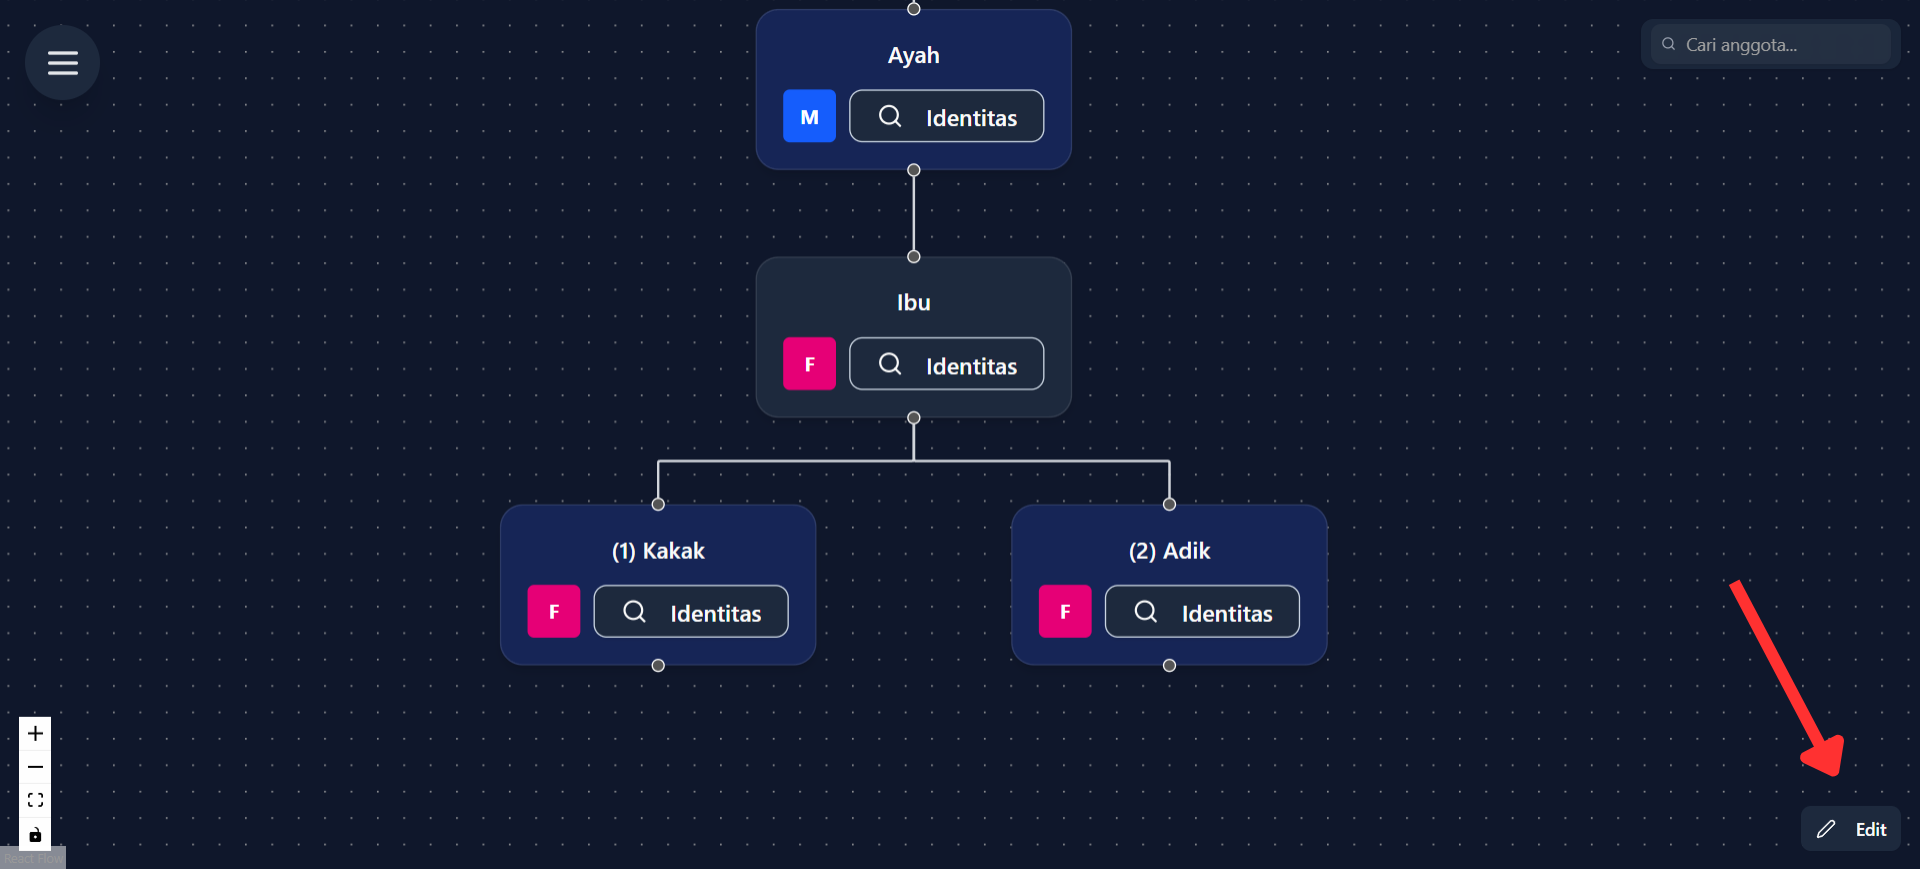 Ayah
Cari anggota...
M
Identitas
Ibu
F
Identitas
(1) Kakak
(2) Adik
F
Identitas
F
Identitas
Edit
React Flow